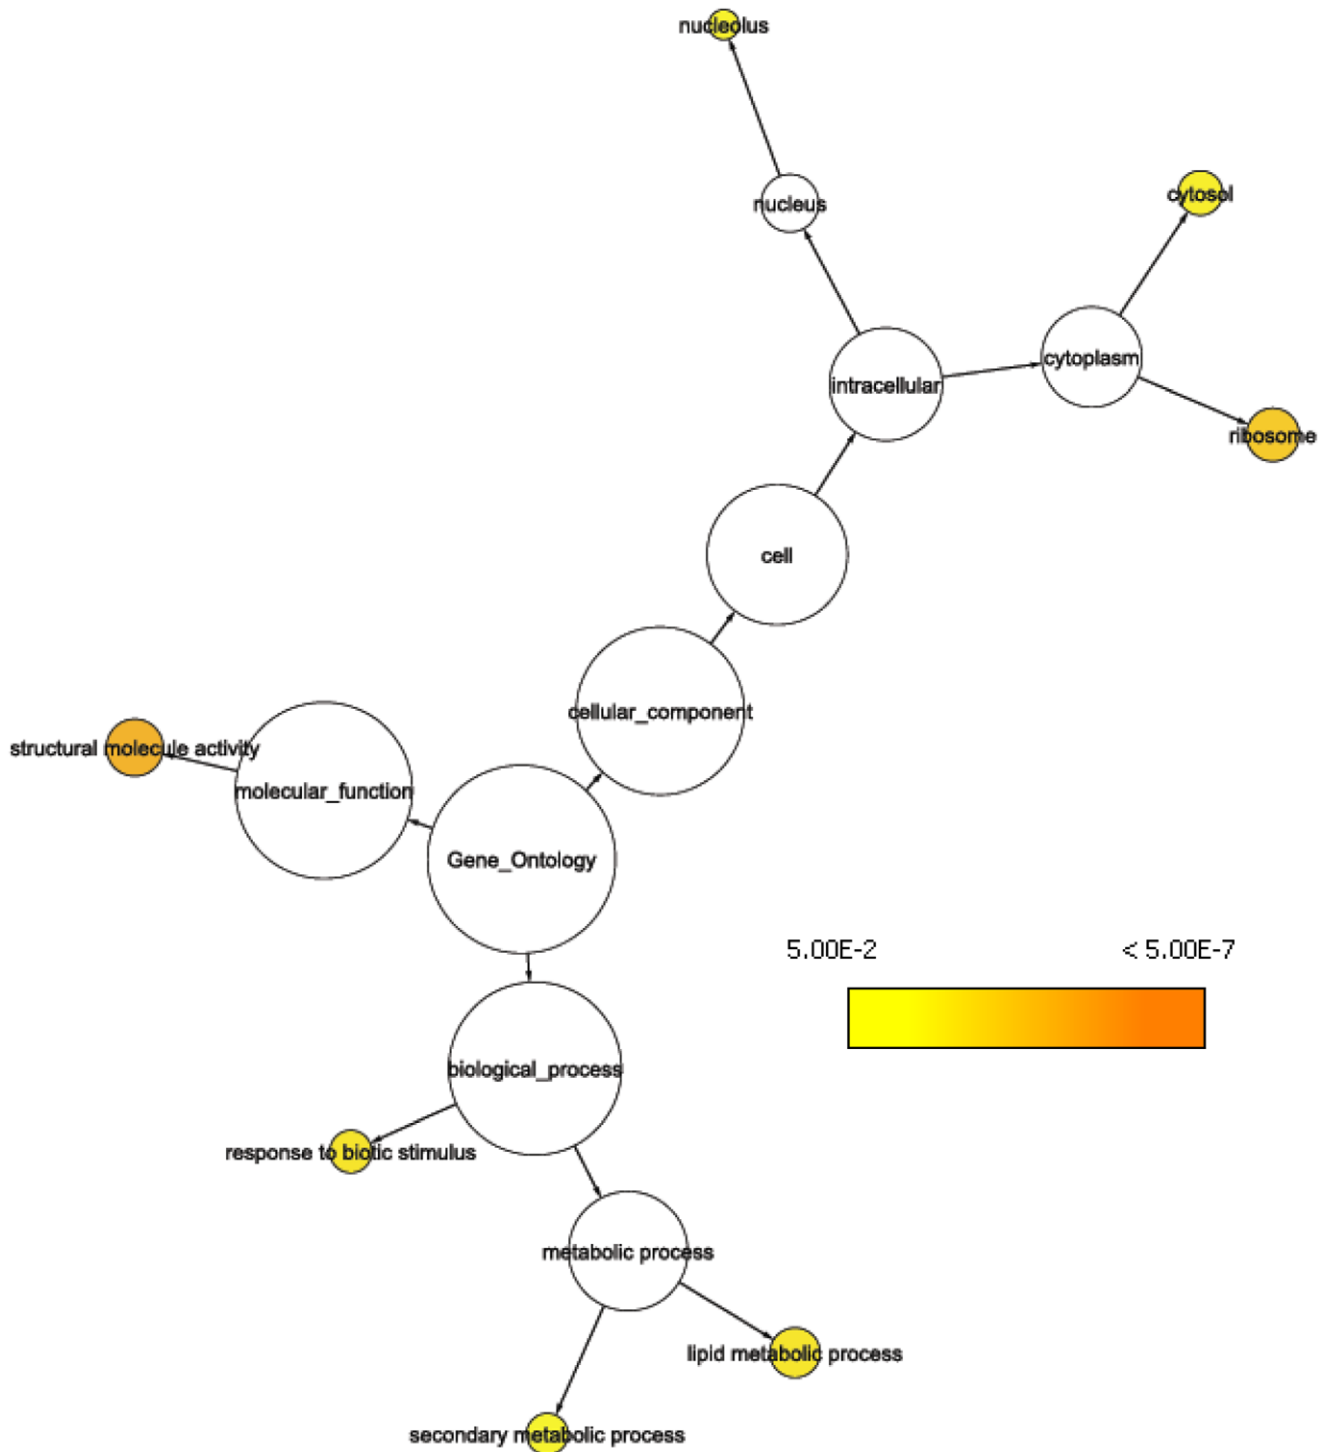 nucleolus
cytosol
nucleus
cytoplasm
intracellular
ribosome
cell
cellular_component
structural molecule activity
molecular_function
Gene_Ontology
5.00E-2
< 5.00E-7
biological_process
response to biotic stimulus
metabolic process
lipid metabolic process
secondary metabolic process